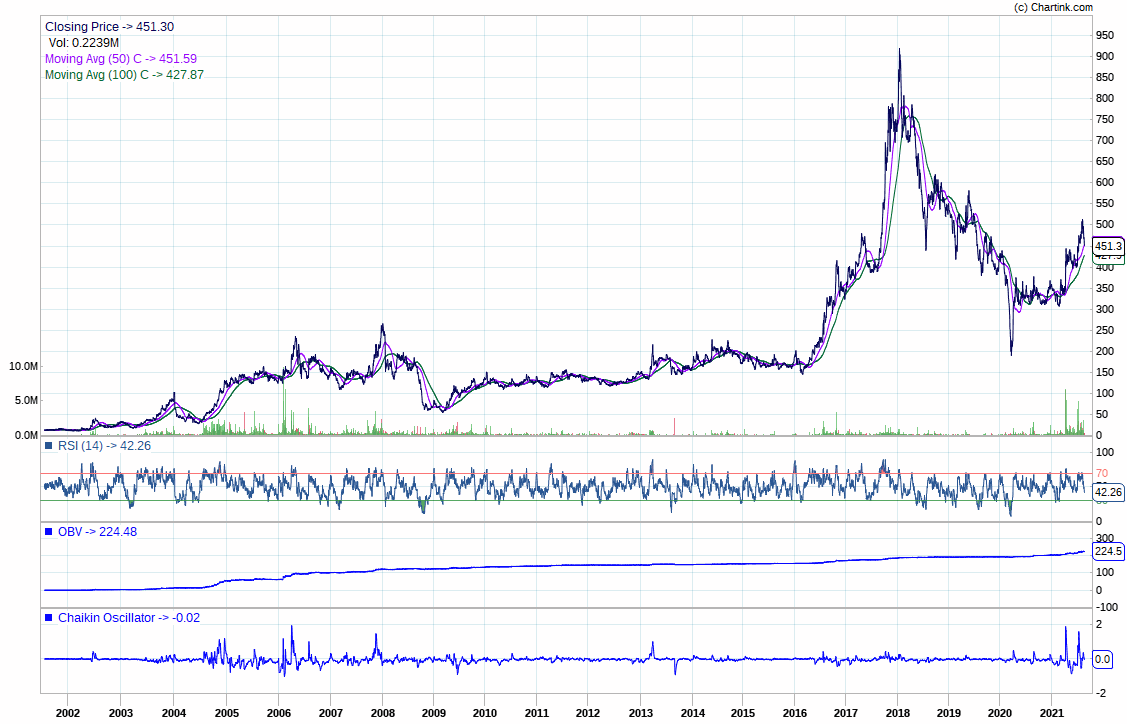 (c) Chartink.com
Closing Price -> 451.30
Vol: 0.2239M
Moving Avg (50) C -> 451.59
Moving Avg (100) C -> 427.87
950
900
850
800
750
700
650
600
550
500
451.3
400
350
300
250
200
150
100
50
0
10.0M
5.0M
0.0M
RSI (14) -> 42.26
100
70
42.26
0
OBV -> 224.48
300
224.5
100
0
-100
Chaikin Oscillator -> -0.02
2
0.0
-2
2002 2003 2004 2005 2006 2007 2008 2009 2010 2011 2012 2013 2014 2015 2016 2017 2018 2019 2020 2021